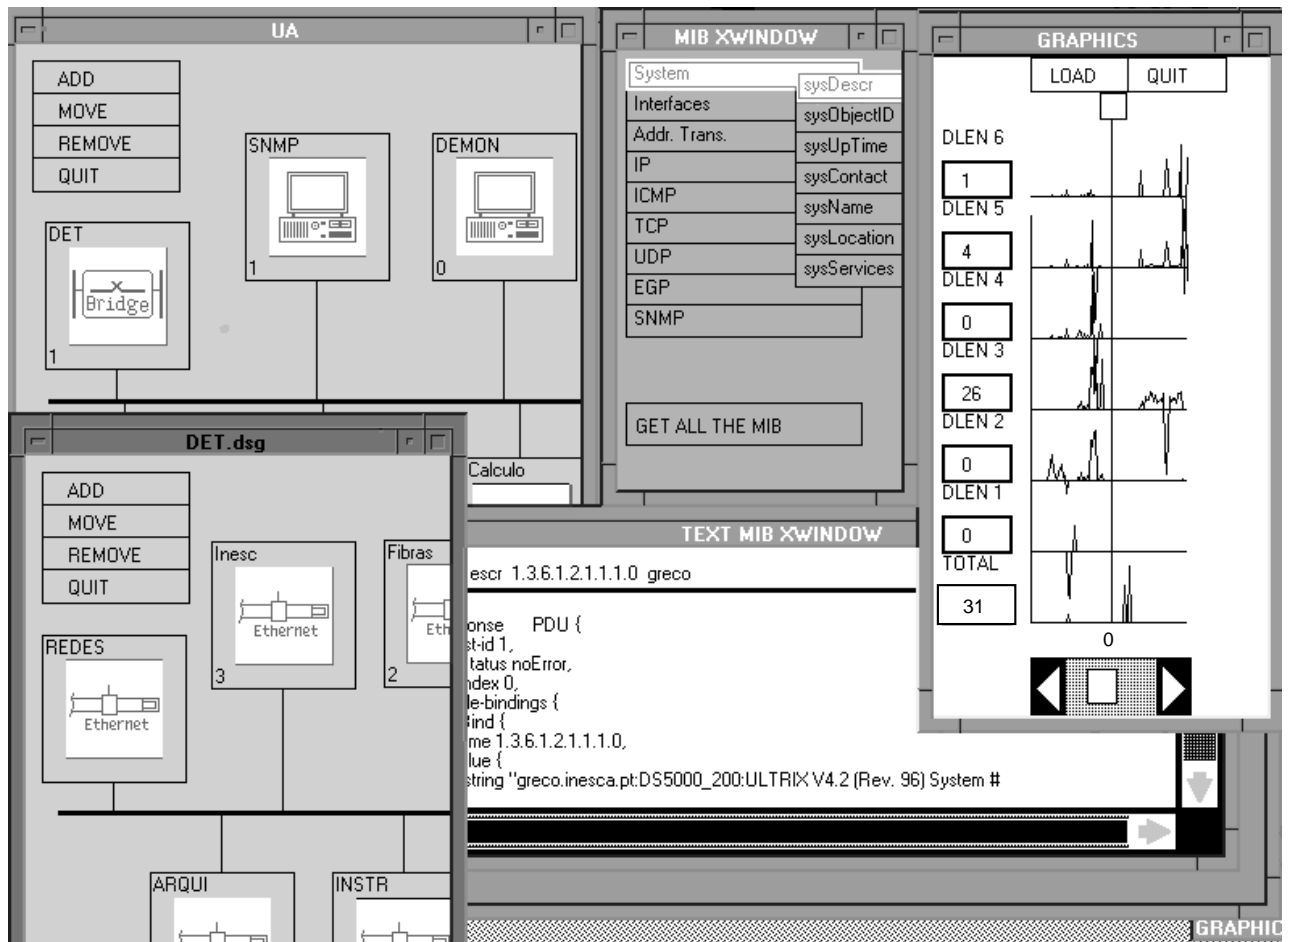 UA
ADD
MOVE
REMOVE
QUIT
SNMP
1
DEMON
0
DET
Bridge
1
Calculo
DET.dsg
ADD
MOVE
REMOVE
QUIT
Inesc
Ethernet
3
Fibras
Eth
2
REDES
Ethernet
ARQUI
INSTR
MIB XWINDOW
System
Interfaces
Addr. Trans.
IP
ICMP
TCP
UDP
EGP
SNMP
sysDescr
sysObjectID
sysUpTime
sysContact
sysName
sysLocation
sysServices
GET ALL THE MIB
TEXT MIB XWINDOW
escr 1.3.6.1.2.1.1.1.0 greco
onse PDU {
st-id 1,
tatus noError,
ndex 0,
le-bindings {
Bind {
me 1.3.6.1.2.1.1.1.0,
lue {
string "greco.inesca.pt:DS5000_200:ULTRIX V4.2 (Rev. 96) System #
GRAPHICS
LOAD QUIT
DLEN 6
1
DLEN 5
4
DLEN 4
0
DLEN 3
26
DLEN 2
0
DLEN 1
0
TOTAL
31
0
GRAPHIC